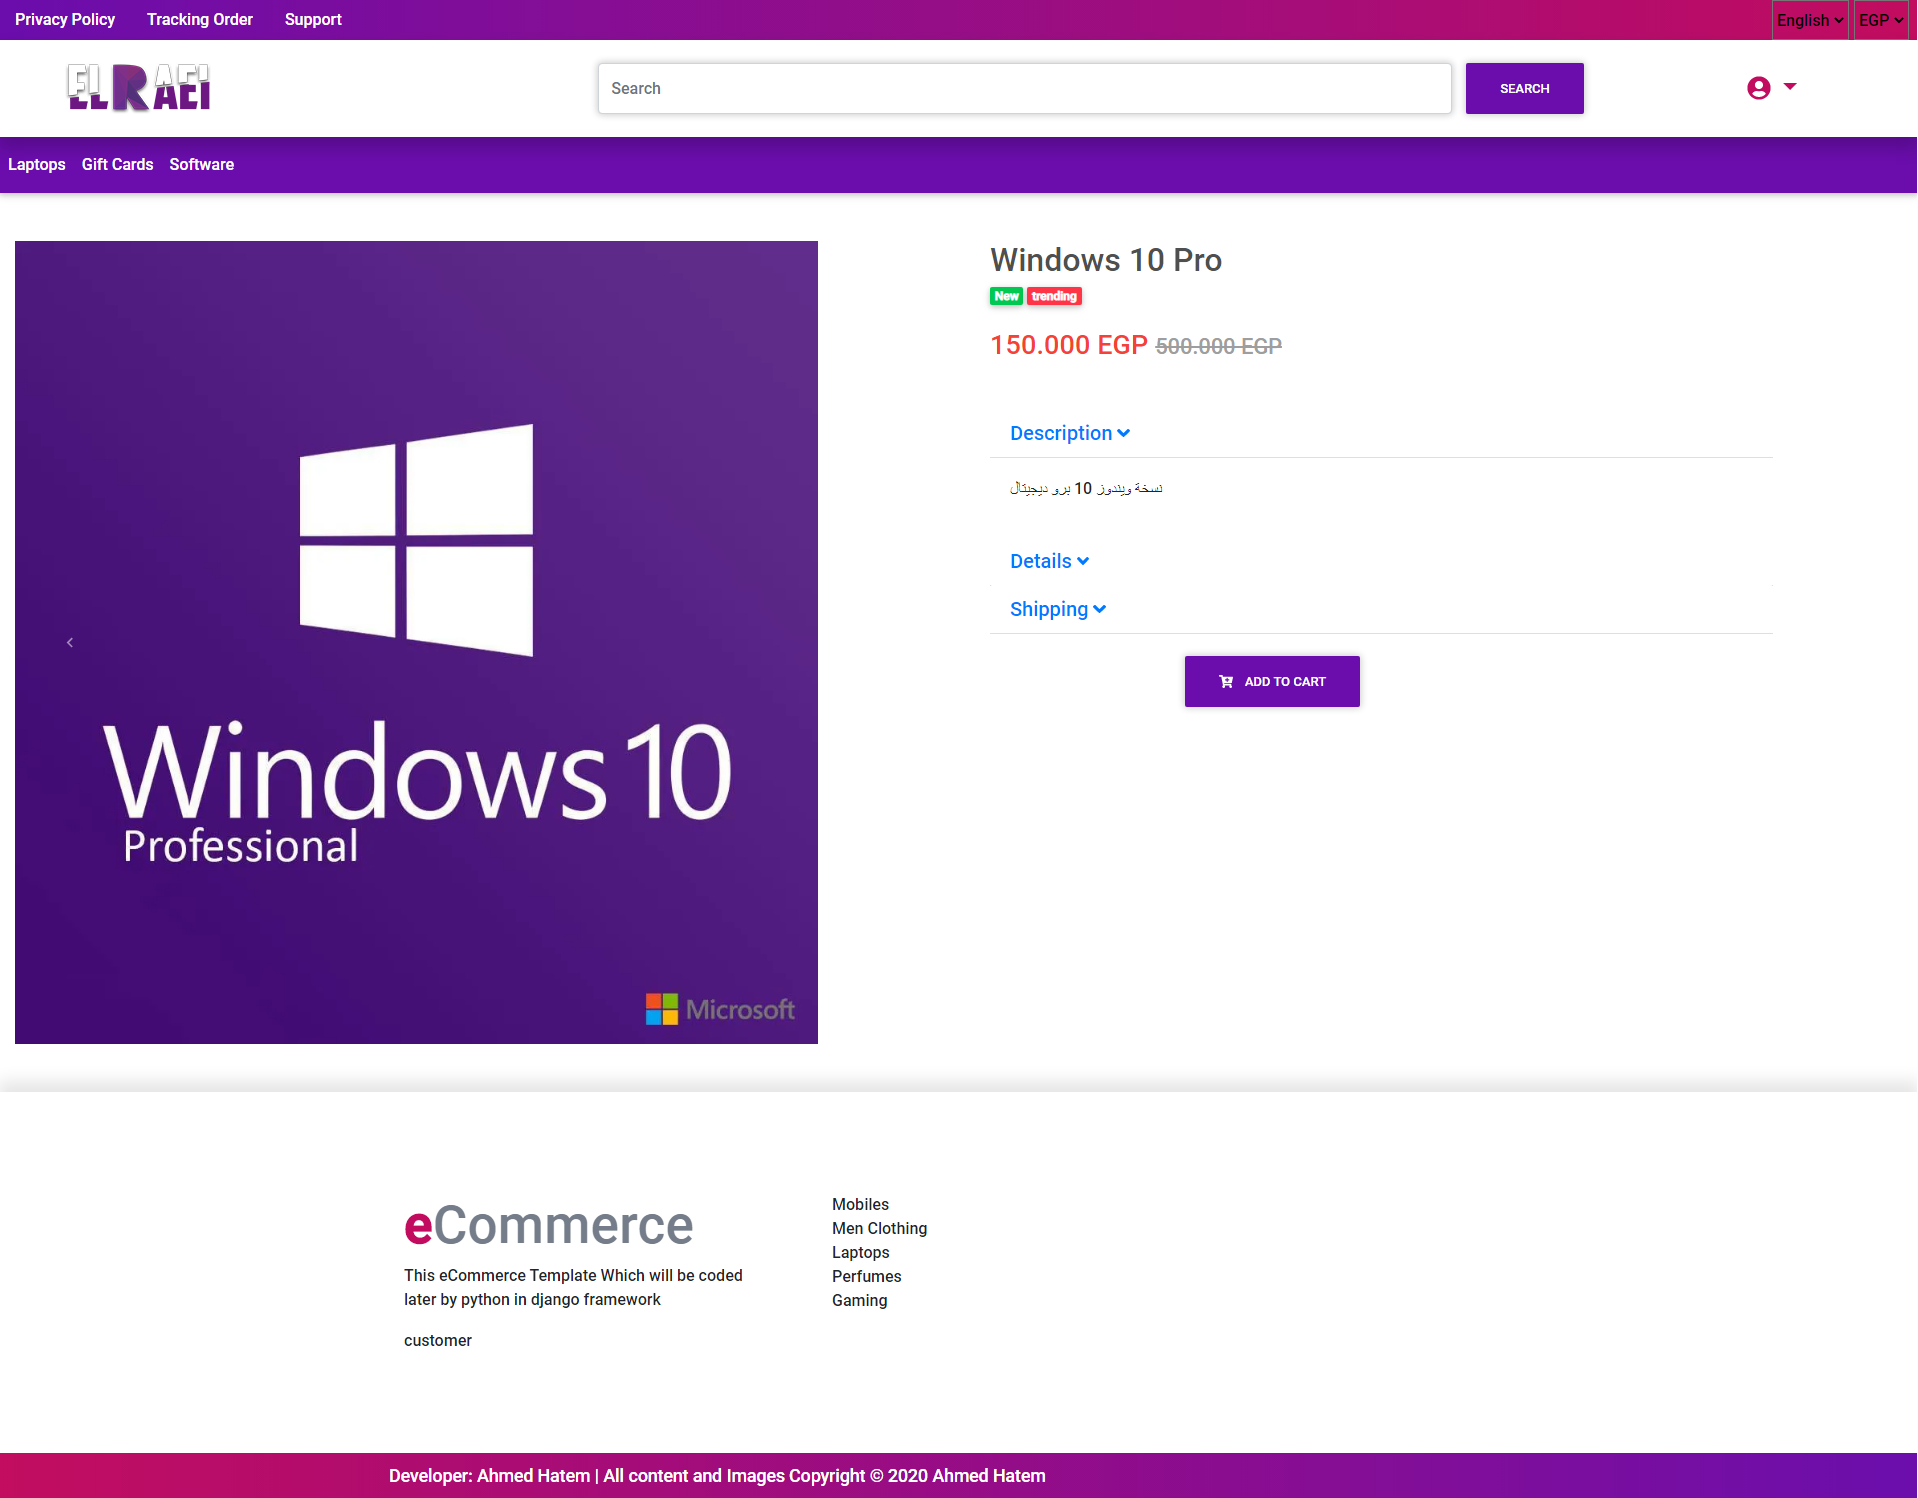 Privacy Policy Tracking Order Support English EGP
ELRAEI
Search SEARCH
Laptops Gift Cards Software
Windows 10 Pro
New trending
150.000 EGP 500.000 EGP
Description
نسخة ويندوز 10 برو ديجيتال
Details
Shipping
ADD TO CART
Windows 10
Professional
Microsoft
eCommerce
This eCommerce Template Which will be coded
later by python in django framework
customer
Mobiles
Men Clothing
Laptops
Perfumes
Gaming
Developer: Ahmed Hatem | All content and Images Copyright © 2020 Ahmed Hatem